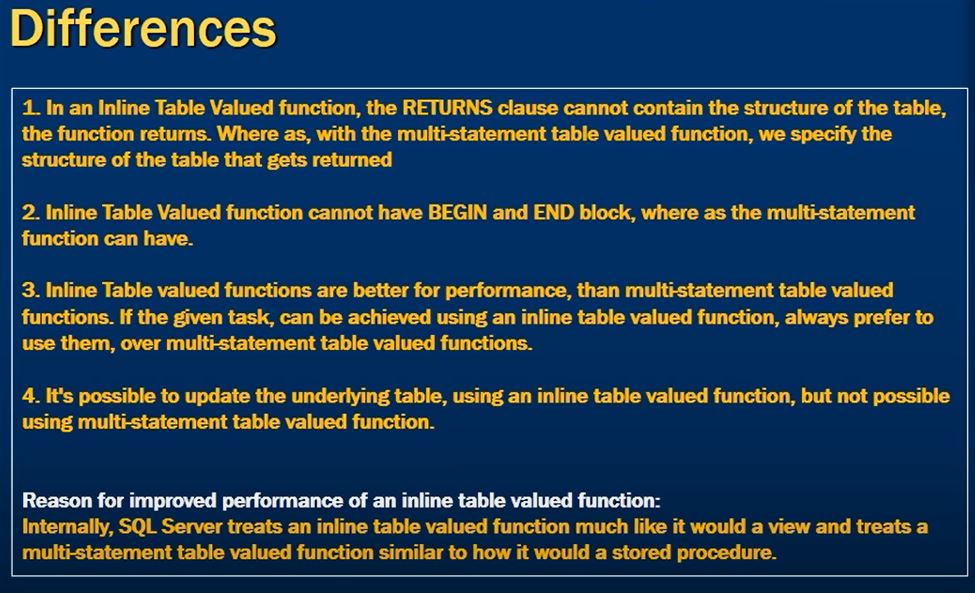 Differences
1. In an Inline Table Valued function, the RETURNS clause cannot contain the structure of the table,
the function returns. Where as, with the multi-statement table valued function, we specify the
structure of the table that gets returned
2. Inline Table Valued function cannot have BEGIN and END block, where as the multi-statement
function can have.
3. Inline Table valued functions are better for performance, than multi-statement table valued
functions. If the given task, can be achieved using an inline table valued function, always prefer to
use them, over multi-statement table valued functions.
4. It's possible to update the underlying table, using an inline table valued function, but not possible
using multi-statement table valued function.
Reason for improved performance of an inline table valued function:
Internally, SQL Server treats an inline table valued function much like it would a view and treats a
multi-statement table valued function similar to how it would a stored procedure.